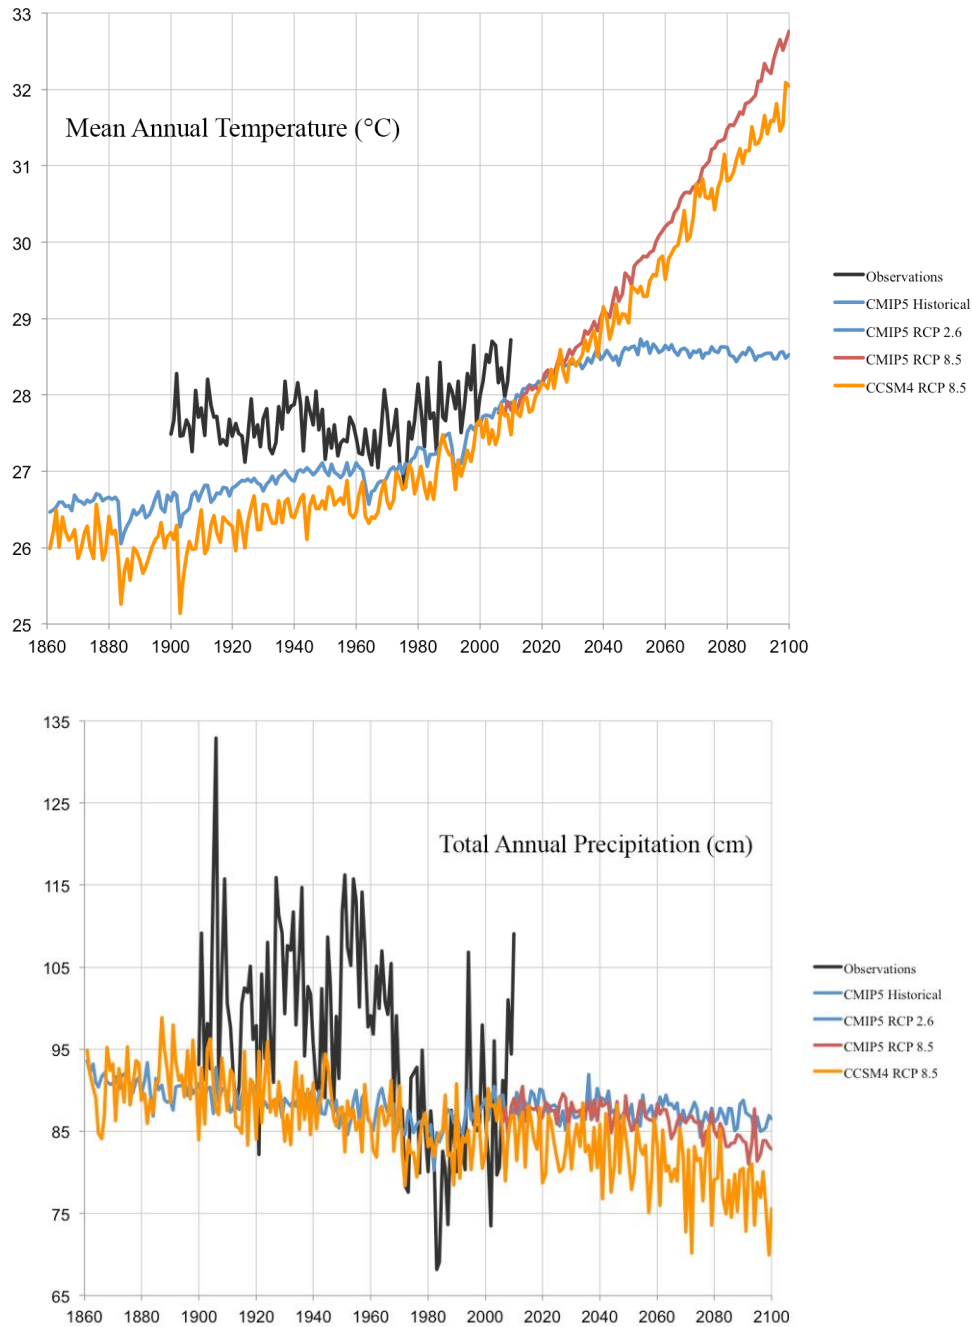 33
32
Mean Annual Temperature (°C)
31
30
Observations
29
CMIP5 Historical
CMIP5 RCP 2.6
28
CMIP5 RCP 8.5
CCSM4 RCP 8.5
27
26
25
1860 1880 1900 1920 1940 1960 1980 2000 2020 2040 2060 2080 2100
135
125
Total Annual Precipitation (cm)
115
105
Observations
CMIP5 Historical
95
CMIP5 RCP 2.6
CMIP5 RCP 8.5
CCSM4 RCP 8.5
85
75
65
1860 1880 1900 1920 1940 1960 1980 2000 2020 2040 2060 2080 2100